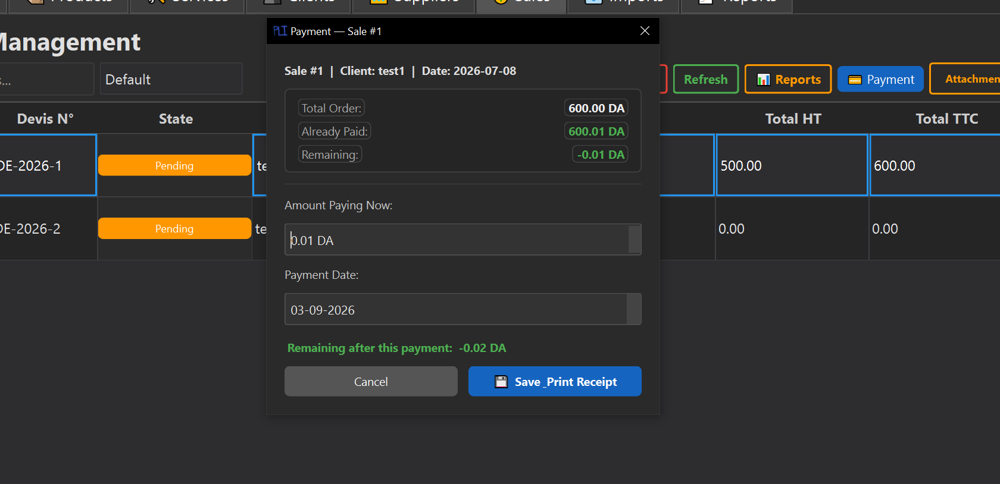 Products Services Clients Suppliers Sales Imports Reports
PLI Payment — Sale #1
Management
Sale #1 | Client: test1 | Date: 2026-07-08
s... Default Refresh Reports Payment Attachmen
Total Order: 600.00 DA
Already Paid: 600.01 DA
Remaining: -0.01 DA
Devis N° State Total HT Total TTC
DE-2026-1 Pending te 500.00 600.00
Amount Paying Now:
0.01 DA
DE-2026-2 Pending te 0.00 0.00
Payment Date:
03-09-2026
Remaining after this payment: -0.02 DA
Cancel Save _Print Receipt